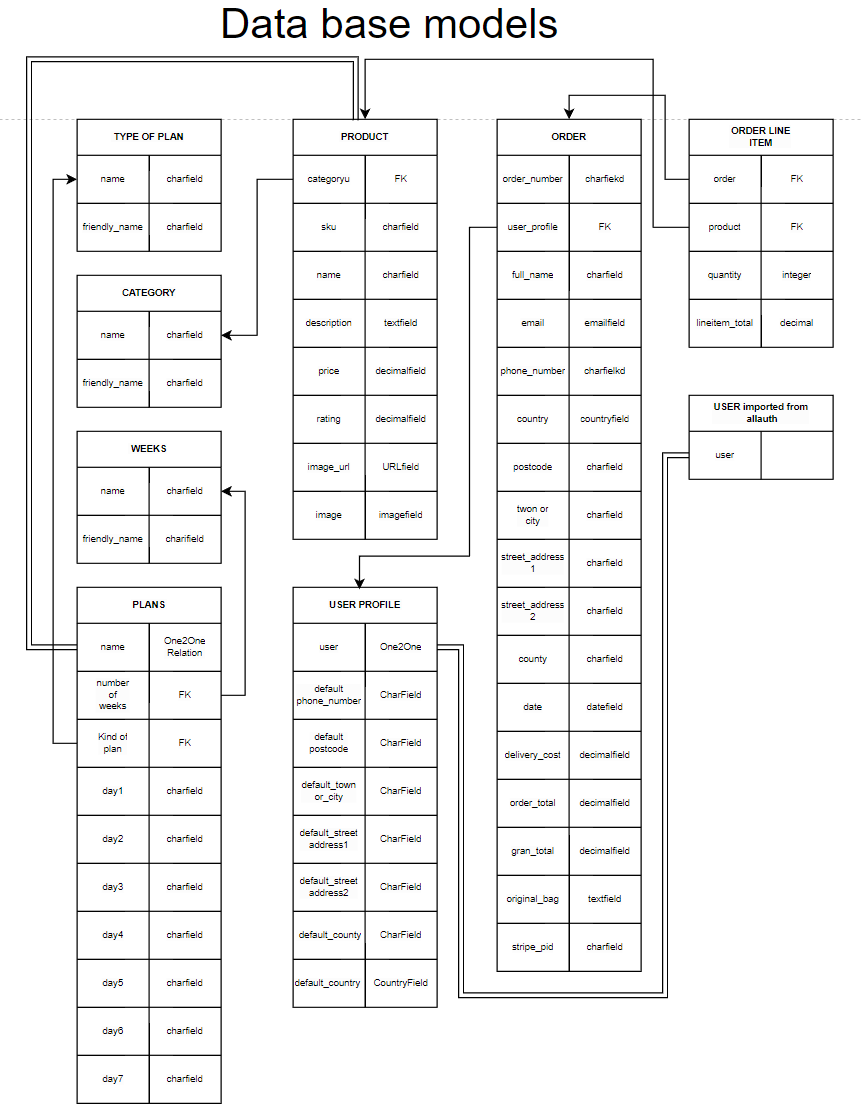 Data base models
TYPE OF PLAN
name charfield
friendly_name charfield
CATEGORY
name charfield
friendly_name charfield
WEEKS
name charfield
friendly_name charifield
PLANS
name One2One
Relation
number
of
weeks FK
Kind of
plan FK
day1 charfield
day2 charfield
day3 charfield
day4 charfield
day5 charfield
day6 charfield
day7 charfield
PRODUCT
categoryu FK
sku charfield
name charfield
description textfield
price decimalfield
rating decimalfield
image_url URLfield
image imagefield
USER PROFILE
user One2One
default
phone_number CharField
default
postcode CharField
default_town
or_city CharField
default_street
address1 CharField
default_street
address2 CharField
default_county CharField
default_country CountryField
ORDER
order_number charfiekd
user_profile FK
full_name charfield
email emailfield
phone_number charfielkd
country countryfield
postcode charfield
twon or
city charfield
street_address
1 charfield
street_address
2 charfield
county charfield
date datefield
delivery_cost decimalfield
order_total decimalfield
gran_total decimalfield
original_bag textfield
stripe_pid charfield
ORDER LINE
ITEM
order FK
product FK
quantity integer
lineitem_total decimal
USER imported from
allauth
user